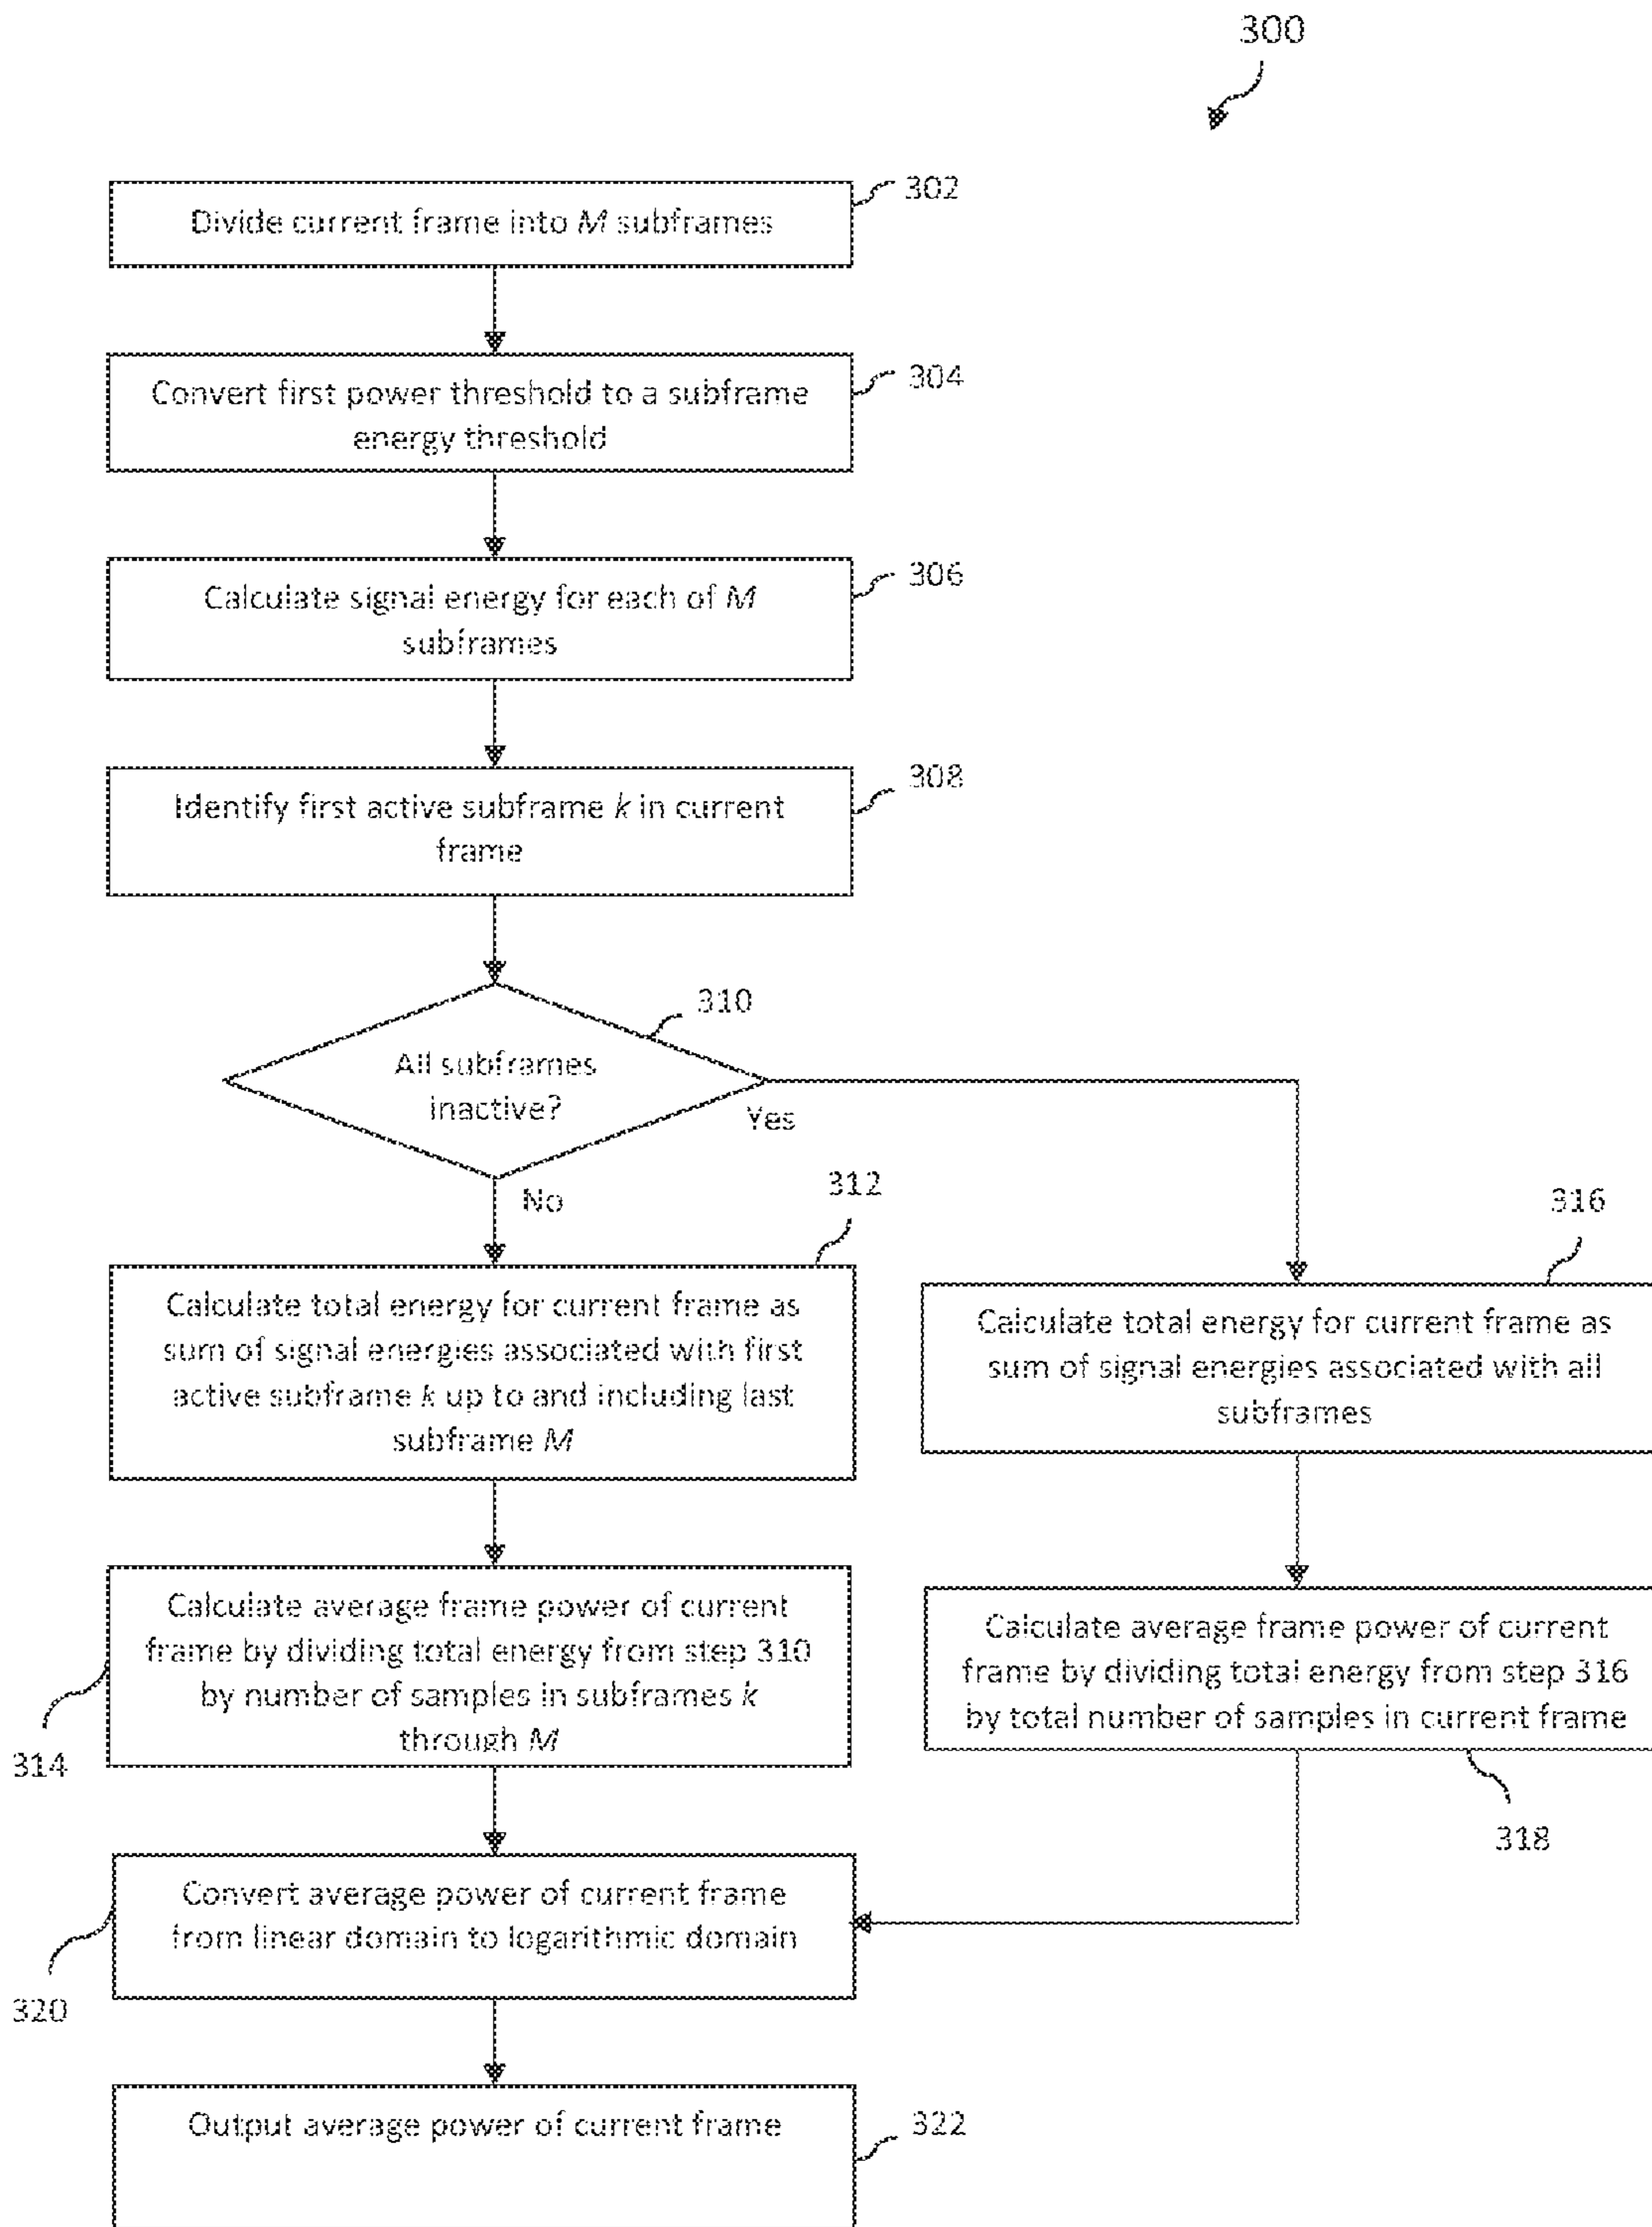 300
302
Divide current frame into M subframes
304
Convert first power threshold to a subframe
energy threshold
306
Calculate signal energy for each of M
subframes
308
Identify first active subframe k in current
frame
310
All subframes
inactive?
Yes
No
312
316
Calculate total energy for current frame as
sum of signal energies associated with first
active subframe k up to and including last
subframe M
Calculate total energy for current frame as
sum of signal energies associated with all
subframes
Calculate average frame power of current
frame by dividing total energy from step 310
by number of samples in subframes k
through M
314
Calculate average frame power of current
frame by dividing total energy from step 316
by total number of samples in current frame
318
Convert average power of current frame
from linear domain to logarithmic domain
320
Output average power of current frame
322